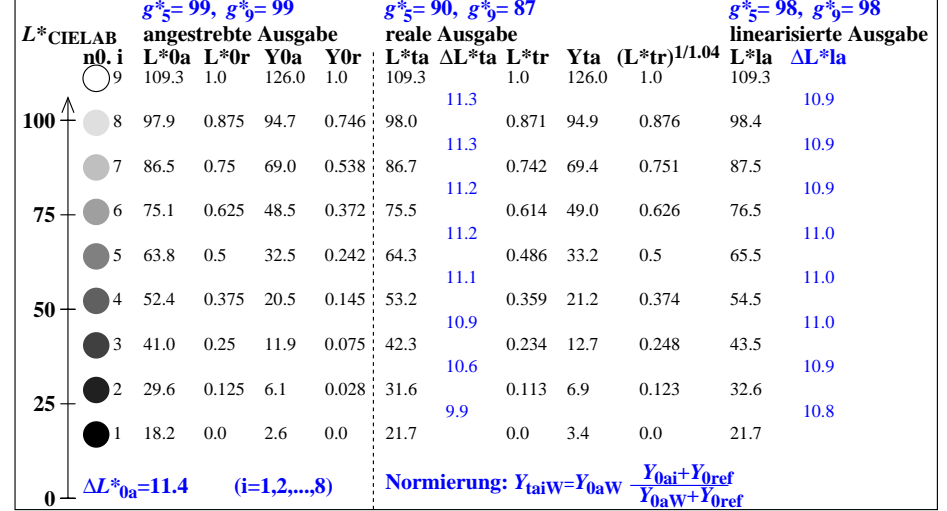 g*5= 99, g*9= 99 g*5= 90, g*9= 87 g*5= 98, g*9= 98
L*CIELAB angestrebte Ausgabe reale Ausgabe linearisierte Ausgabe
n0. i L*0a L*0r Y0a Y0r L*ta ΔL*ta L*tr Yta (L*tr)1/1.04 L*la ΔL*la
9 109.3 1.0 126.0 1.0 109.3 1.0 126.0 1.0 109.3
11.3 10.9
100 8 97.9 0.875 94.7 0.746 98.0 0.871 94.9 0.876 98.4
11.3 10.9
7 86.5 0.75 69.0 0.538 86.7 0.742 69.4 0.751 87.5
11.2 10.9
75 6 75.1 0.625 48.5 0.372 75.5 0.614 49.0 0.626 76.5
11.2 11.0
5 63.8 0.5 32.5 0.242 64.3 0.486 33.2 0.5 65.5
11.1 11.0
50 4 52.4 0.375 20.5 0.145 53.2 0.359 21.2 0.374 54.5
10.9 11.0
3 41.0 0.25 11.9 0.075 42.3 0.234 12.7 0.248 43.5
10.6 10.9
25 2 29.6 0.125 6.1 0.028 31.6 0.113 6.9 0.123 32.6
9.9 10.8
1 18.2 0.0 2.6 0.0 21.7 0.0 3.4 0.0 21.7
0 ΔL*0a=11.4 (i=1,2,...,8) Normierung: YtaiW=Y0aW Y0ai+Y0ref
Y0aW+Y0ref